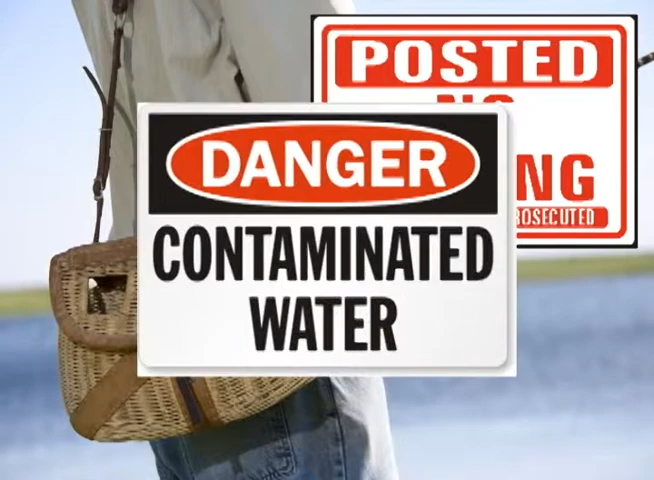 POSTED
DANGER
CONTAMINATED
WATER
NG
ROSECUTED